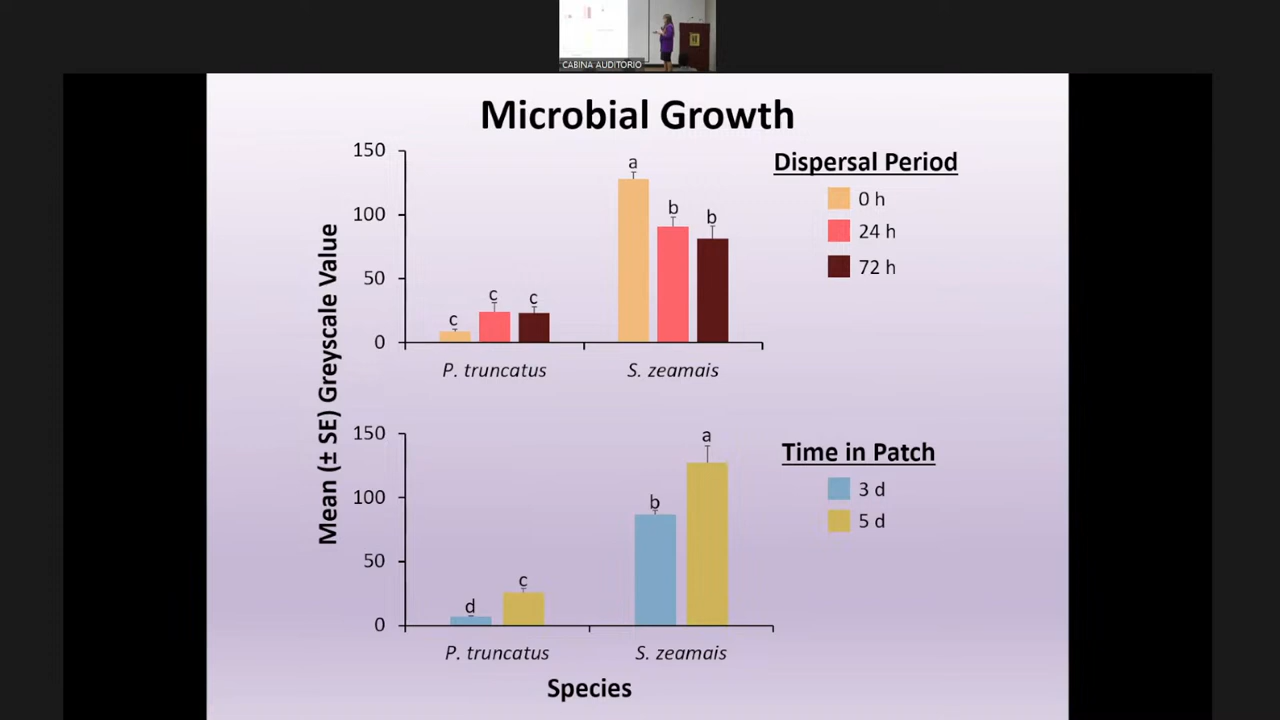 CABINA AUDITORIO
Microbial Growth
Mean (± SE) Greyscale Value
150
100
50
0
c
c
c
a
b
b
P. truncatus
S. zeamais
Dispersal Period
0 h
24 h
72 h
150
100
50
0
d
c
b
a
P. truncatus
S. zeamais
Time in Patch
3 d
5 d
Species